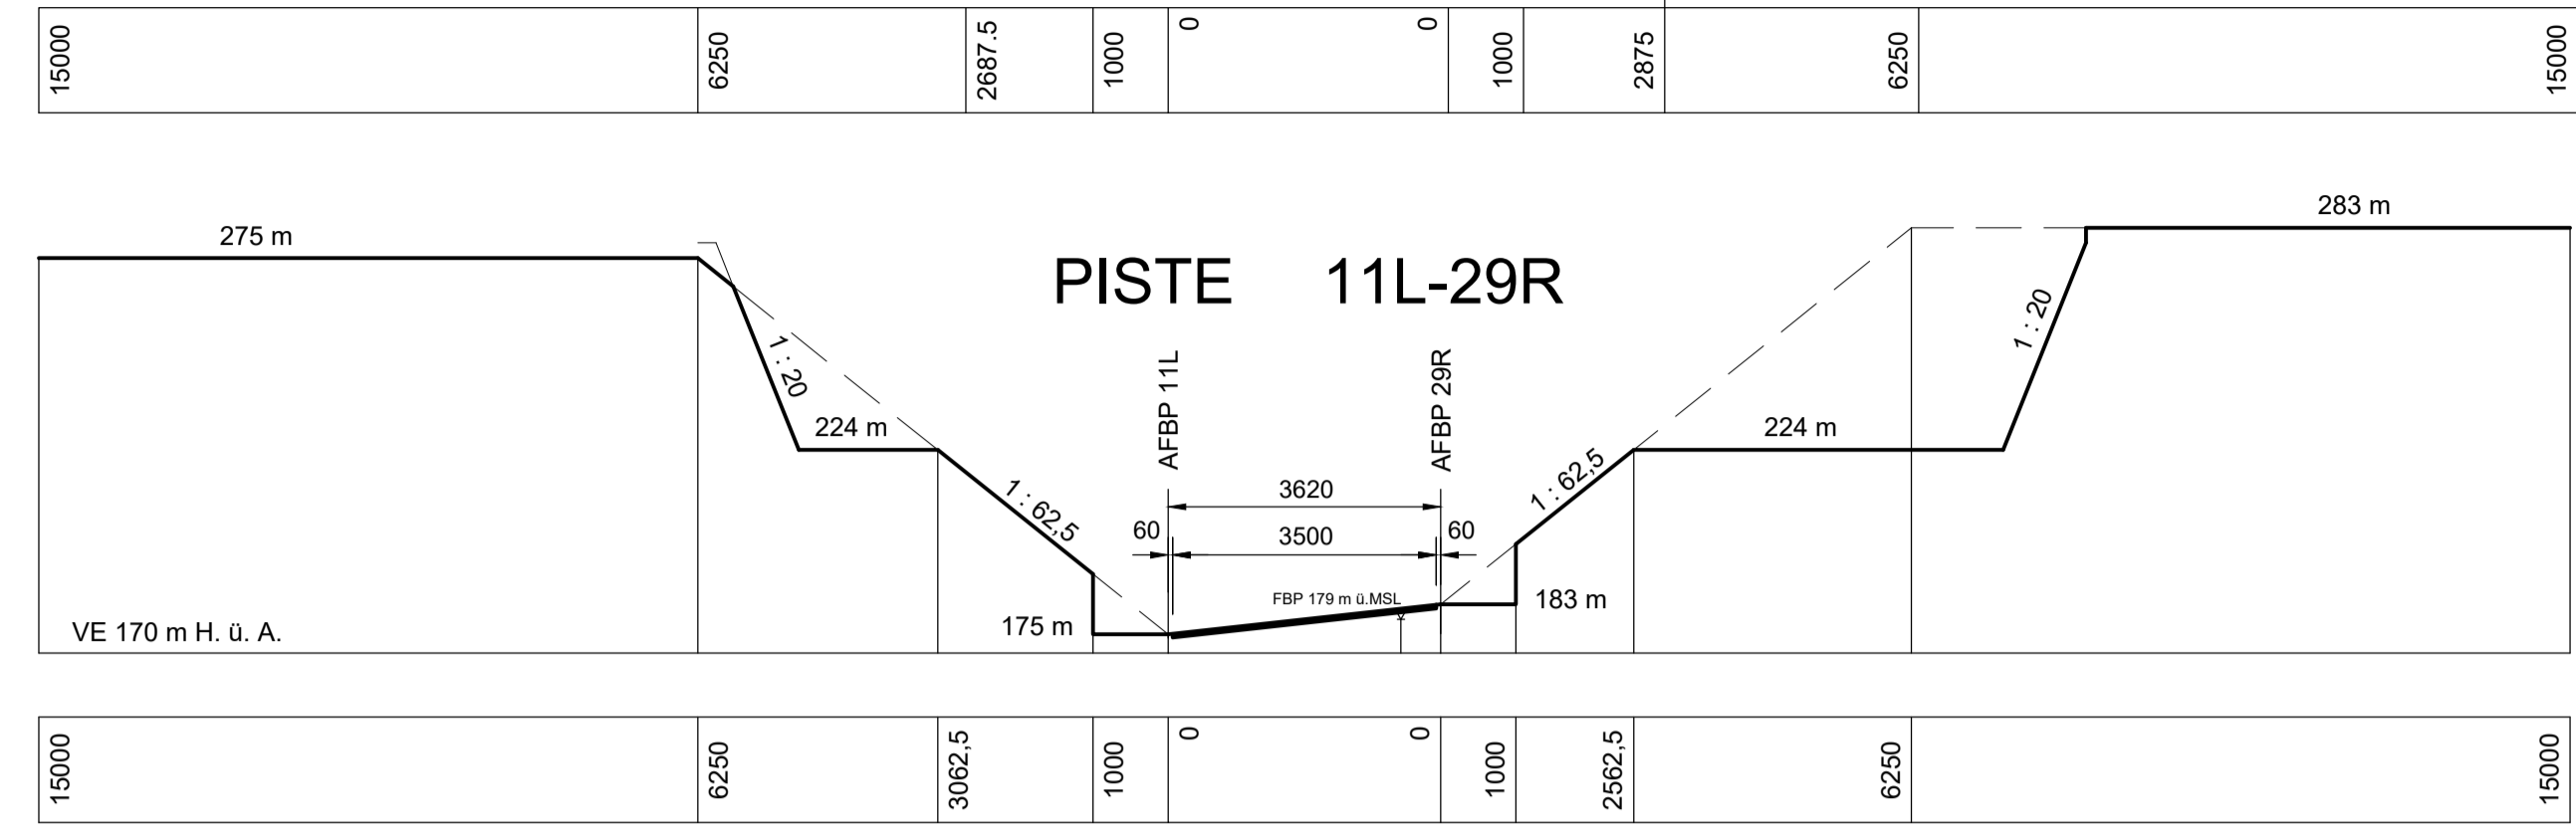 15000
6250
2687.5
1000
0
0
1000
2875
6250
15000
283 m
275 m
PISTE 11L-29R
1 : 20
1 : 20
AFBP 11L
AFBP 29R
224 m
224 m
1 : 62,5
1 : 62,5
3620
60
3500
60
FBP 179 m ü.MSL
183 m
175 m
VE 170 m H. ü. A.
15000
6250
3062,5
1000
0
0
1000
2562,5
6250
15000